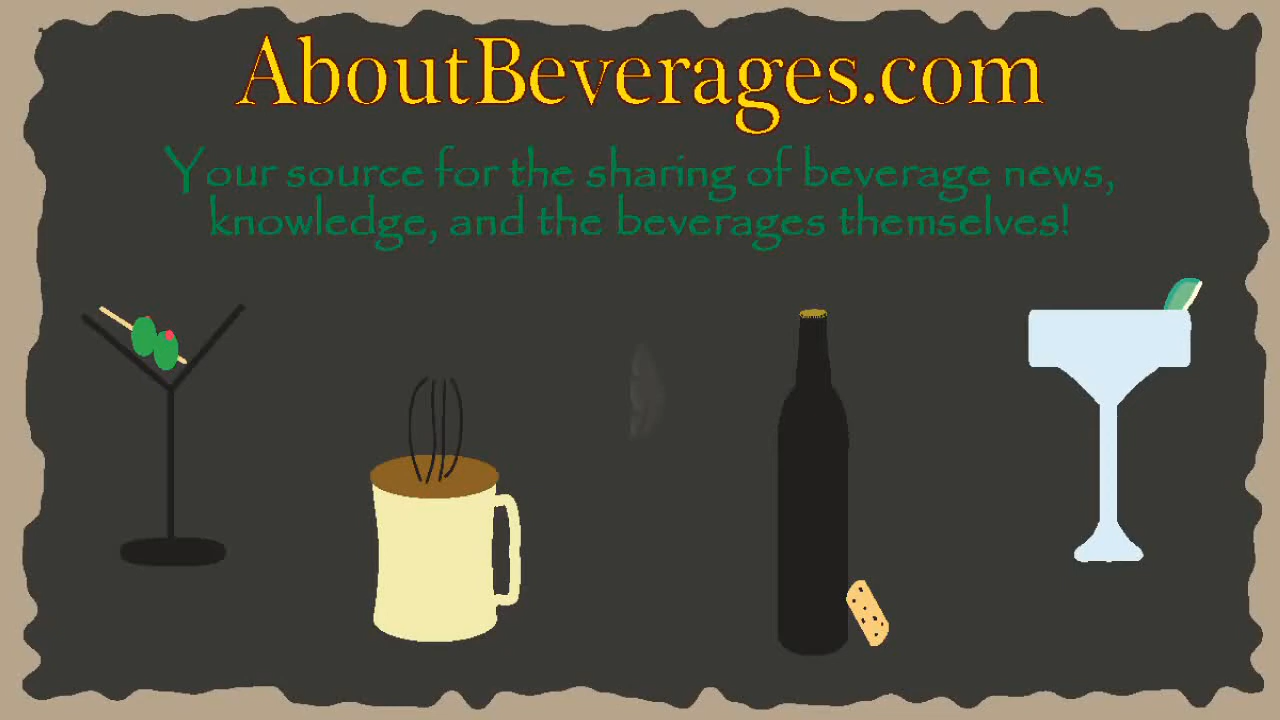 AboutBeverages.com
Your source for the sharing of beverage news,
knowledge, and the beverages themselves!